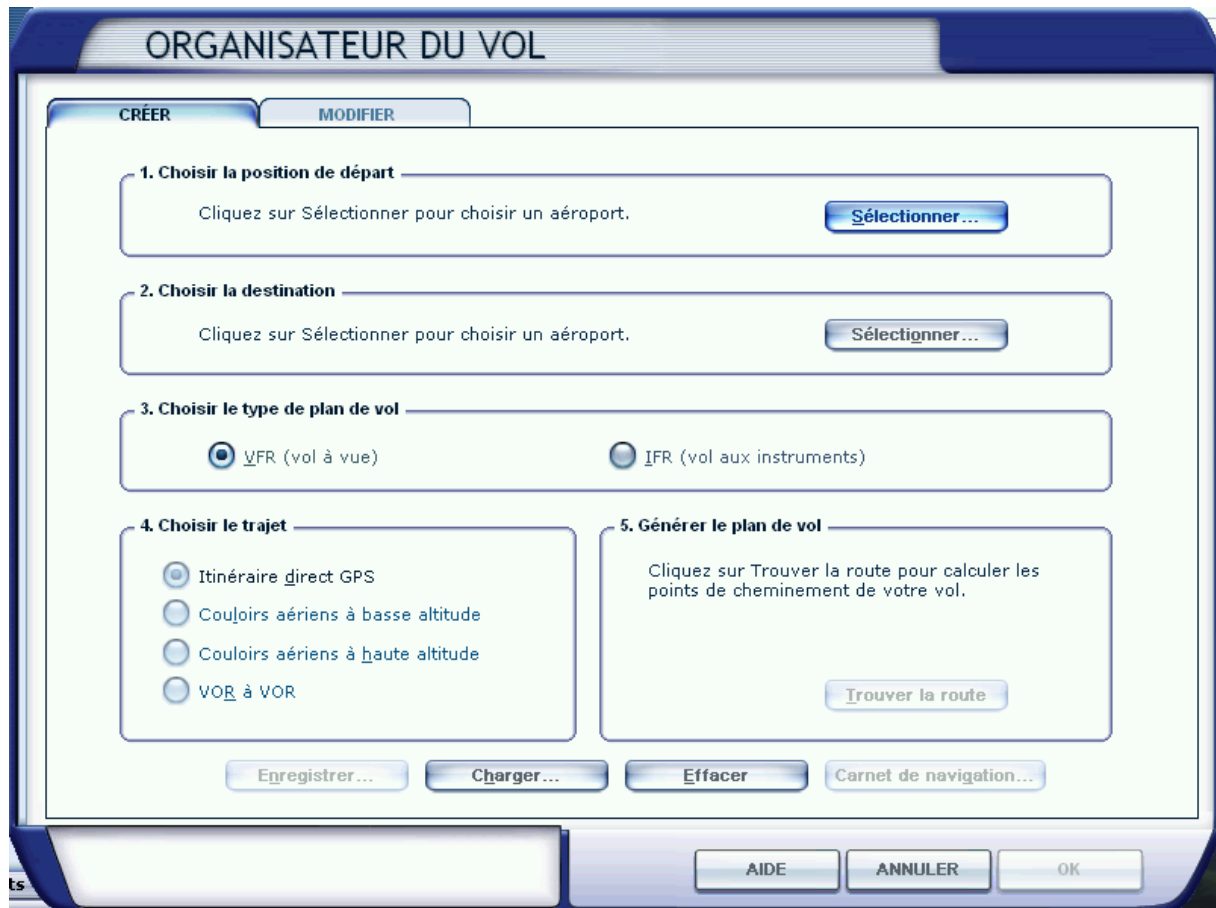 ORGANISATEUR DU VOL
CRÉER
MODIFIER
1. Choisir la position de départ
Cliquez sur Sélectionner pour choisir un aéroport.
Sélectionner...
2. Choisir la destination
Cliquez sur Sélectionner pour choisir un aéroport.
Sélectionner...
3. Choisir le type de plan de vol
VFR (vol à vue)
IFR (vol aux instruments)
4. Choisir le trajet
Itinéraire direct GPS
Couloirs aériens à basse altitude
Couloirs aériens à haute altitude
VOR à VOR
5. Générer le plan de vol
Cliquez sur Trouver la route pour calculer les
points de cheminement de votre vol.
Trouver la route
Enregistrer...
Charger...
Effacer
Carnet de navigation...
ts
AIDE
ANNULER
OK